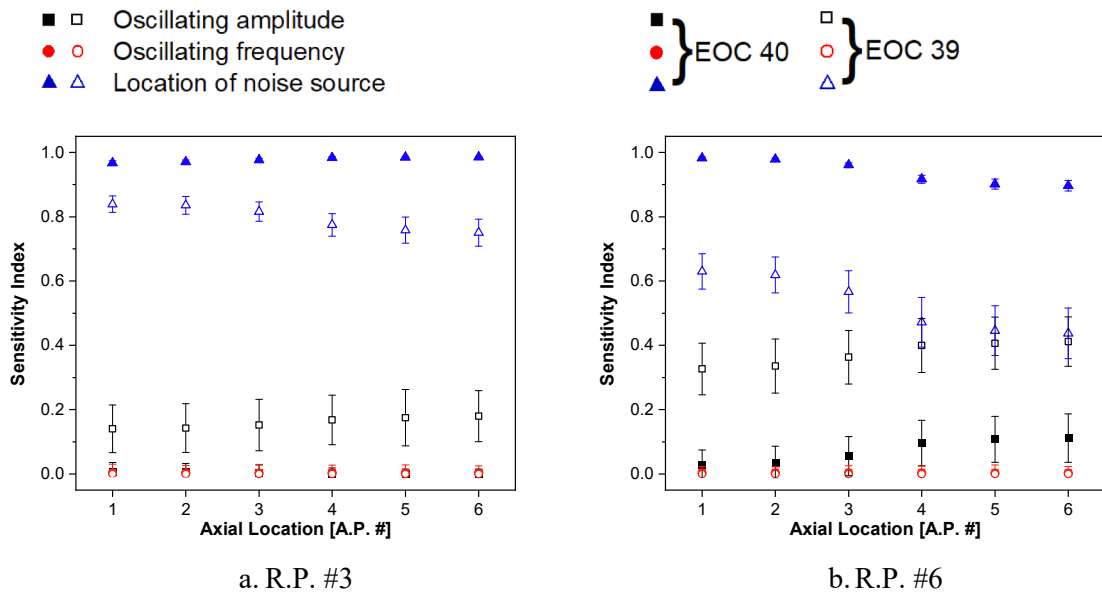 Oscillating amplitude
Oscillating frequency
Location of noise source
} EOC 40
} EOC 39
1.0
0.8
0.6
0.4
0.2
0.0
Sensitivity Index
1 2 3 4 5 6
Axial Location [A.P. #]
a. R.P. #3
1.0
0.8
0.6
0.4
0.2
0.0
Sensitivity Index
1 2 3 4 5 6
Axial Location [A.P. #]
b. R.P. #6